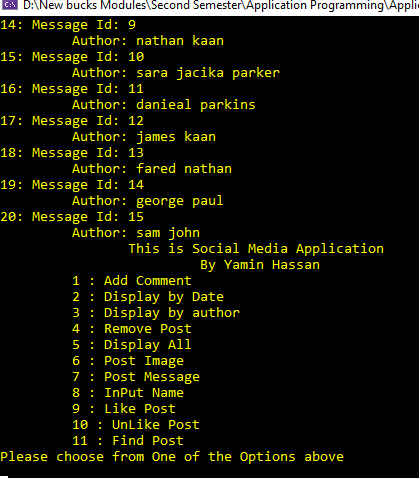 D:\New bucks Modules\Second Semester\Application Programming\Applic
14: Message Id: 9
Author: nathan kaan
15: Message Id: 10
Author: sara jacika parker
16: Message Id: 11
Author: danieal parkins
17: Message Id: 12
Author: james kaan
18: Message Id: 13
Author: fared nathan
19: Message Id: 14
Author: george paul
20: Message Id: 15
Author: sam john
This is Social Media Application
By Yamin Hassan
1 : Add Comment
2 : Display by Date
3 : Display by author
4 : Remove Post
5 : Display All
6 : Post Image
7 : Post Message
8 : InPut Name
9 : Like Post
10 : UnLike Post
11 : Find Post
Please choose from One of the Options above